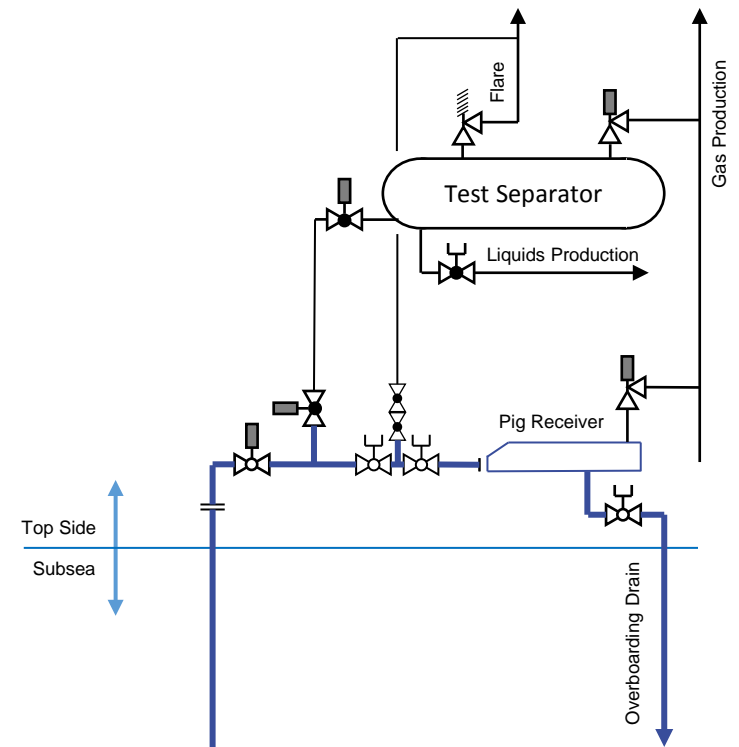 Flare
Gas Production
Test Separator
Liquids Production
Pig Receiver
Top Side
Subsea
Overboarding Drain